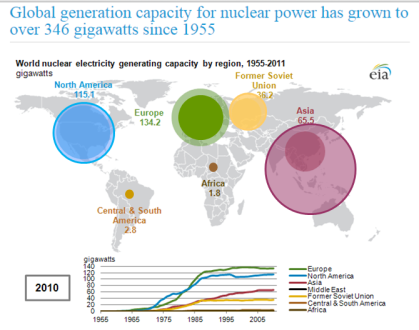 Global generation capacity for nuclear power has grown to
over 346 gigawatts since 1955
World nuclear electricity generating capacity by region, 1955-2011
gigawatts
eia
North America
115.1
Europe
134.2
Former Soviet
Union
Asia
65.5
Africa
1.8
Central & South
America
2.8
2010
gigawatts
140
120
100
80
60
40
20
0
1955 1965 1975 1985 1995 2005
Europe
North America
Asia
Middle East
Former Soviet Union
Central & South America
Africa